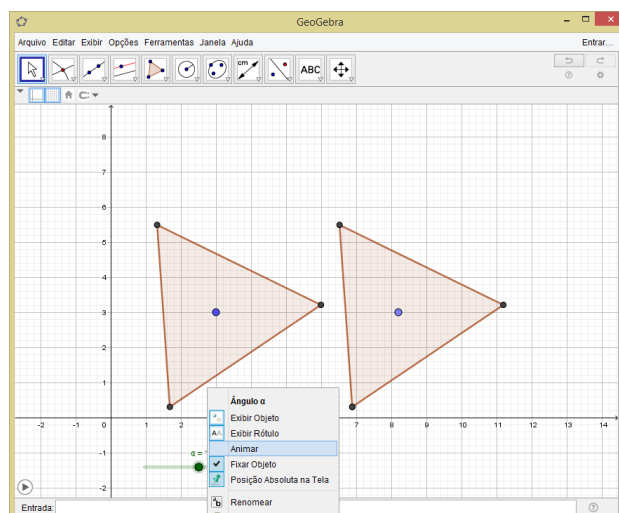 GeoGebra
Arquivo Editar Exibir Opções Ferramentas Janela Ajuda Entrar...
cm ABC
8
7
6
5
4
3
2
1
-2 -1 0 1 2 7 8 9 10 11 12 13 14
-1
-2
α =
Ângulo α
Exibir Objeto
AA Exibir Rótulo
Animar
Fixar Objeto
Posição Absoluta na Tela
Renomear
Entrada: